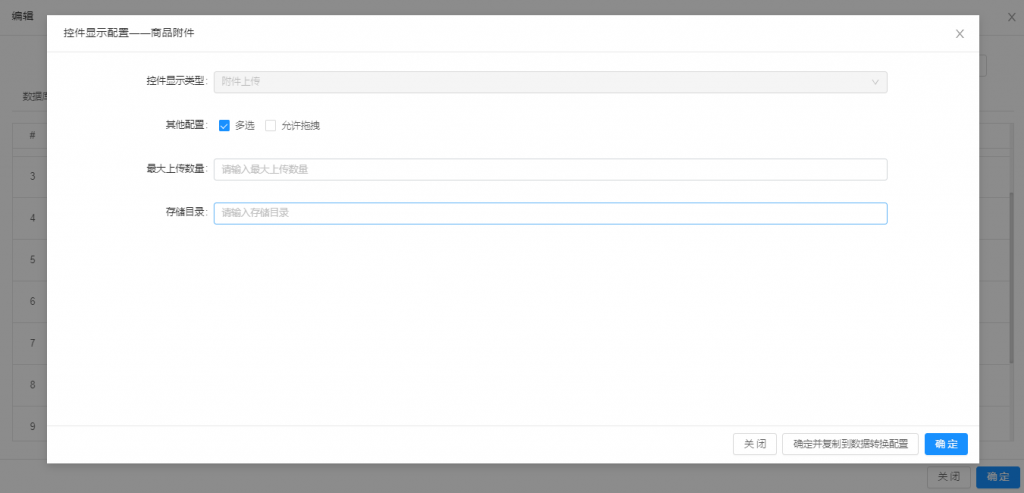 编辑
控件显示配置——商品附件
控件显示类型:
附件上传
其他配置:
多选
允许拖拽
最大上传数量:
请输入最大上传数量
存储目录:
请输入存储目录
数据库
#
3
4
5
6
7
8
9
关 闭
确定并复制到数据转换配置
确 定
关 闭
确 定